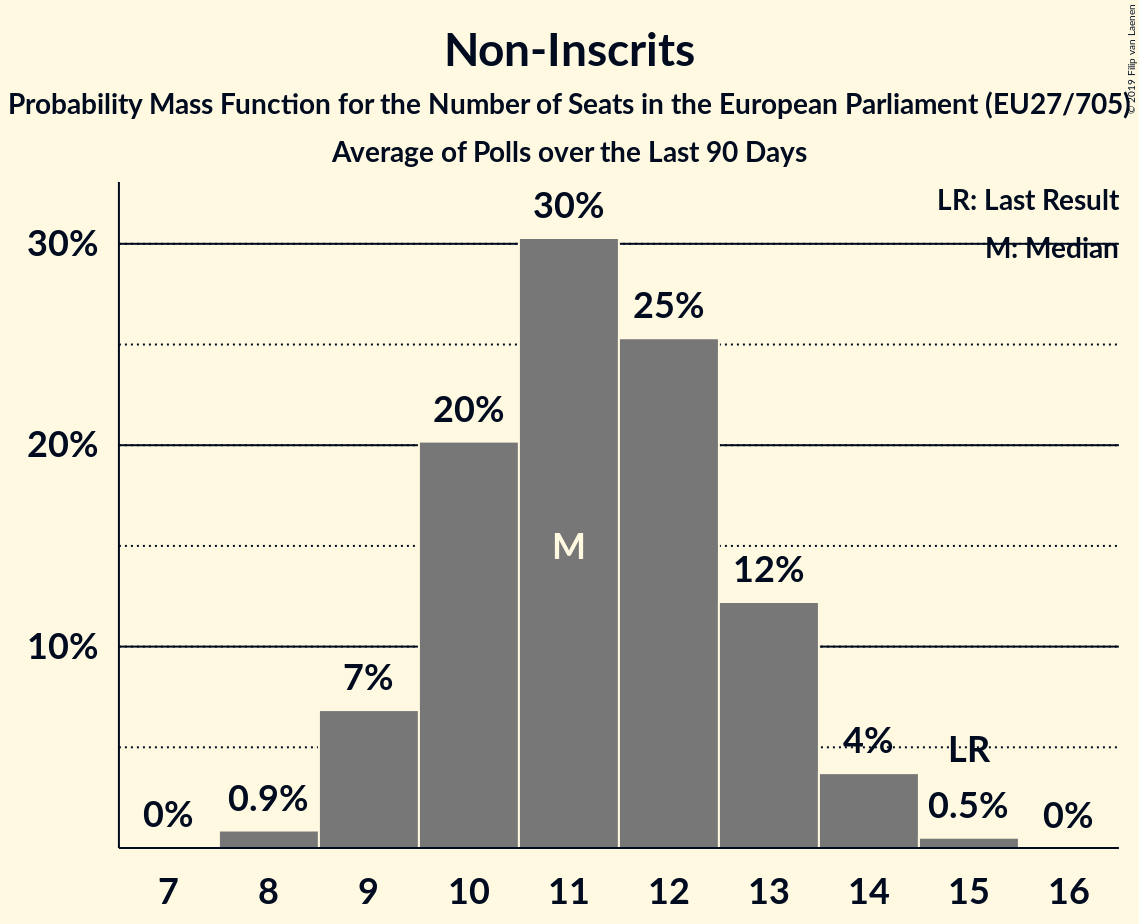 Non-Inscrits
Probability Mass Function for the Number of Seats in the European Parliament (EU27/705)
Average of Polls over the Last 90 Days
© 2019 Filip van Laenen
LR: Last Result
M: Median
30%
20%
10%
0%
0.9%
7%
20%
30%
25%
12%
4%
0.5%
0%
M
LR
7 8 9 10 11 12 13 14 15 16